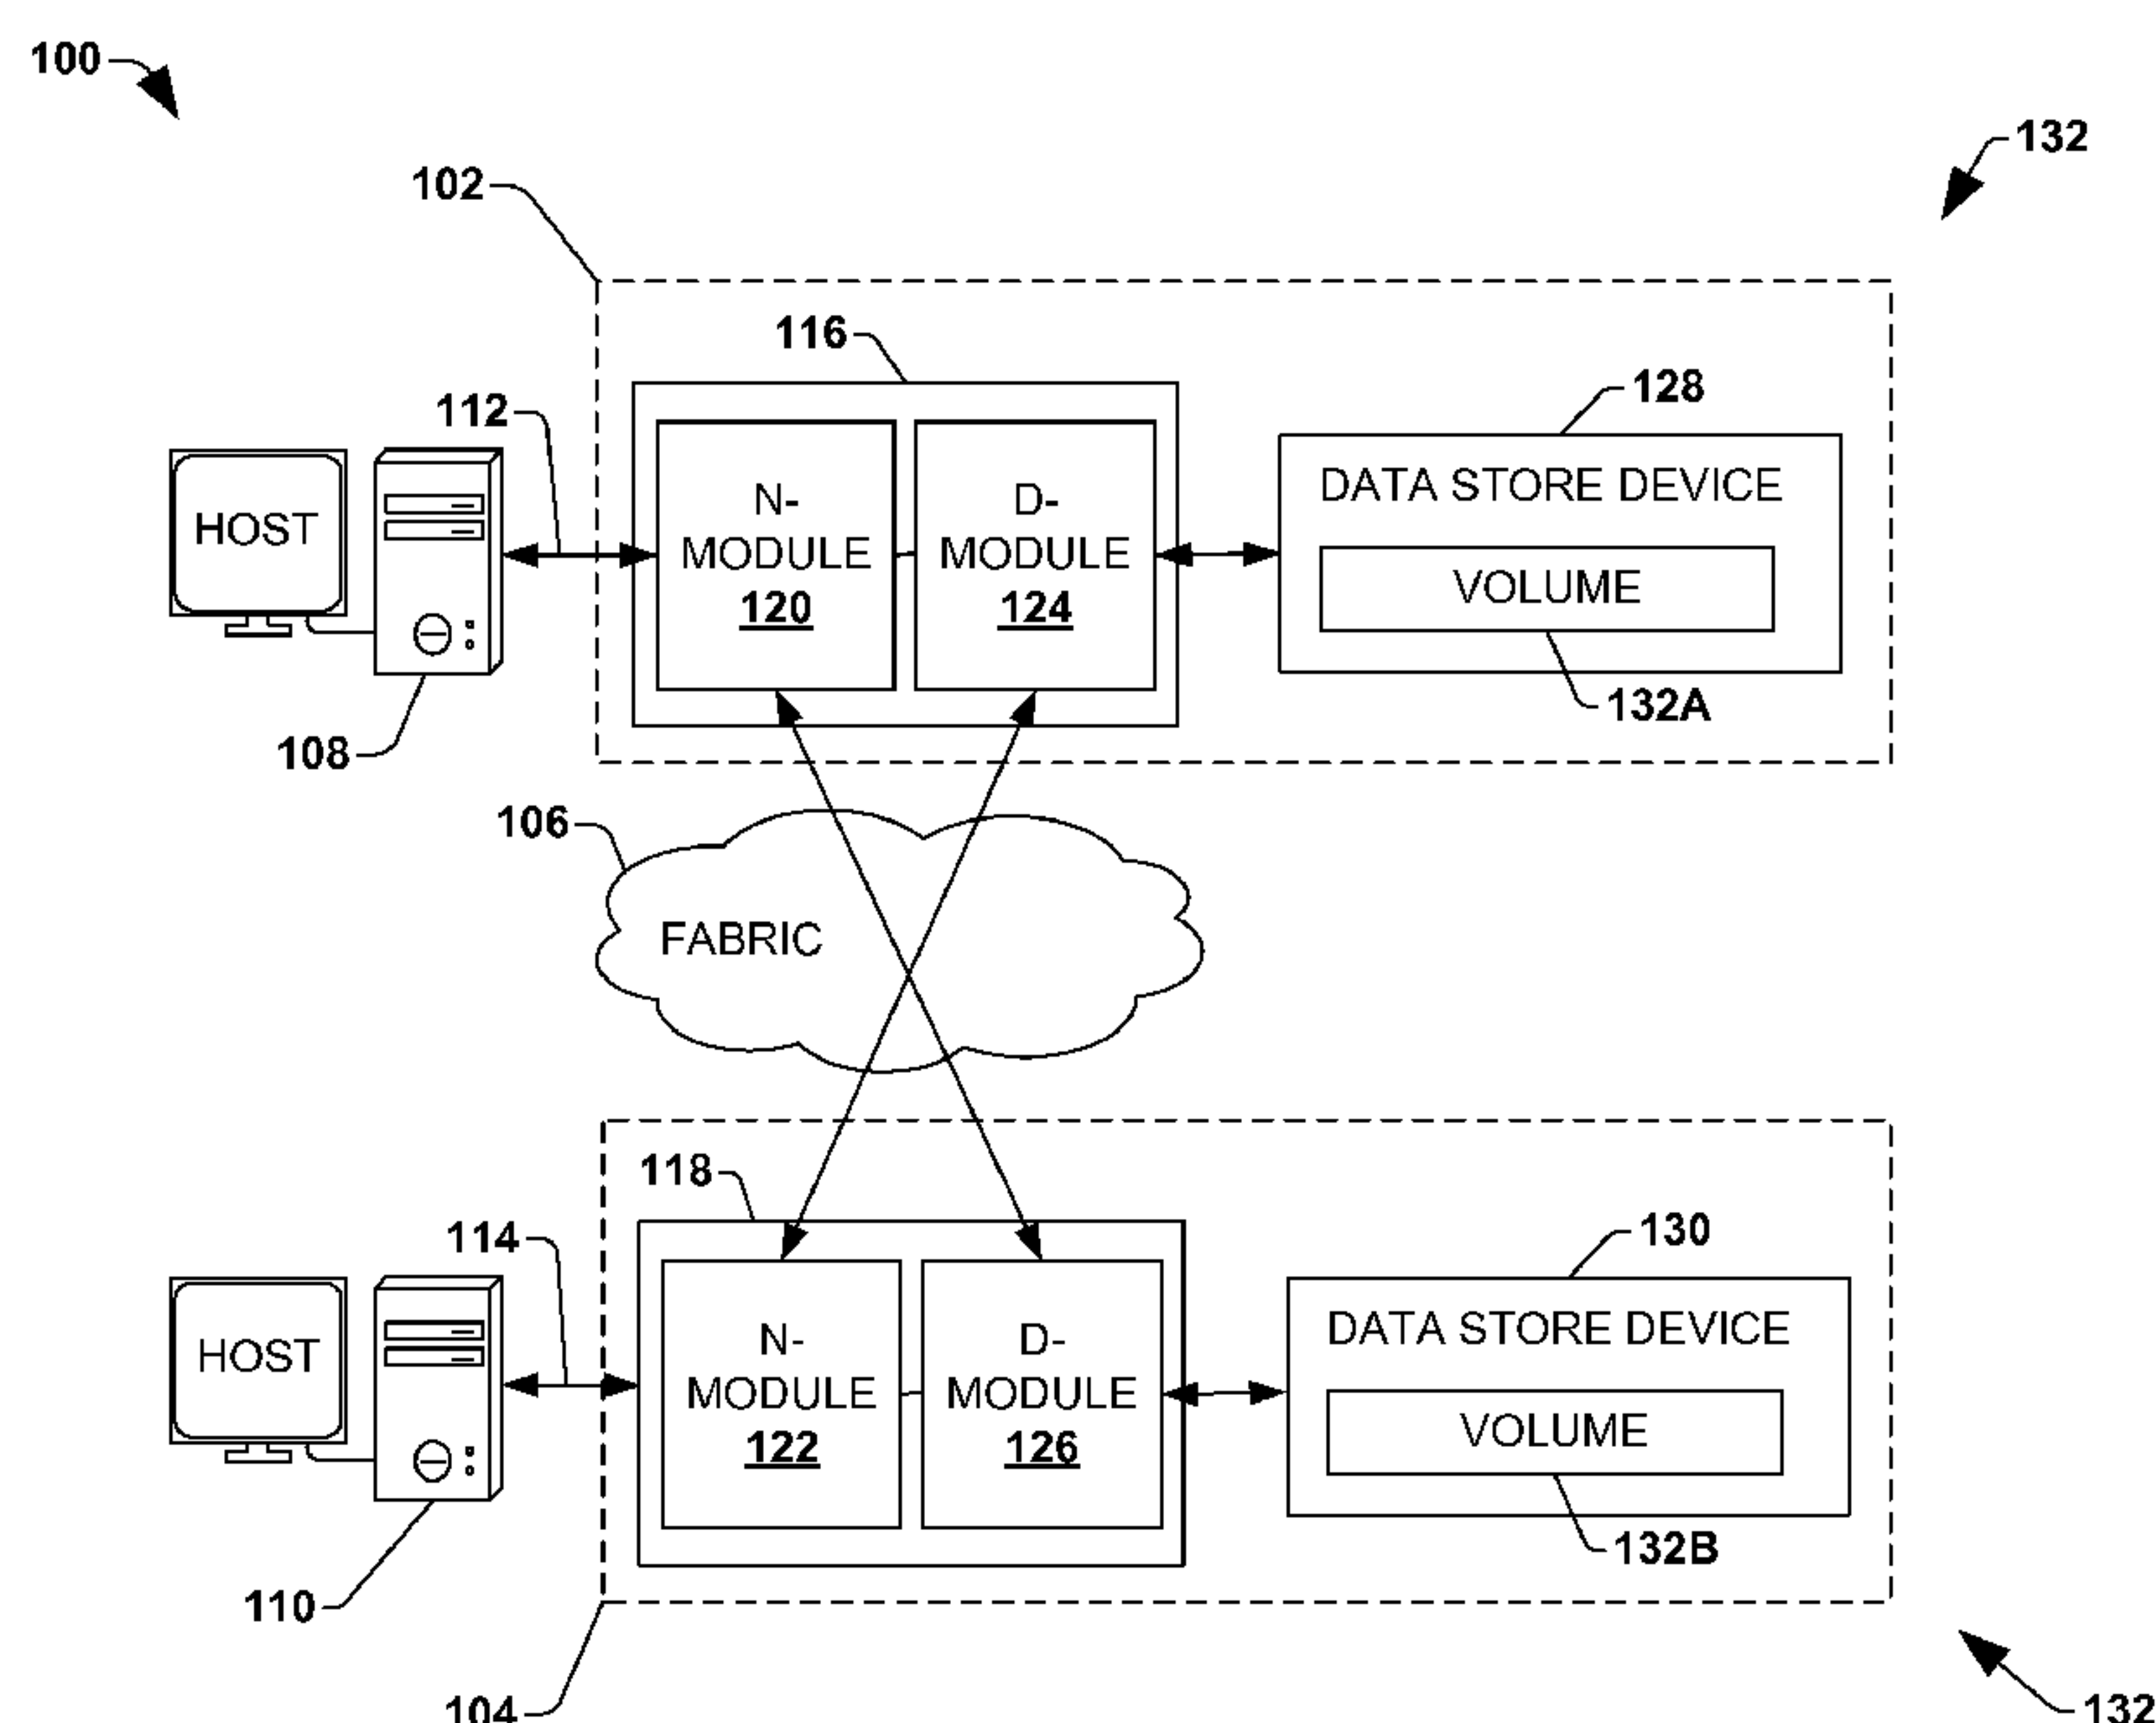 100
132
102
116
128
112
HOST
N-
MODULE
120
D-
MODULE
124
DATA STORE DEVICE
VOLUME
132A
108
106
FABRIC
118
114
130
HOST
N-
MODULE
122
D-
MODULE
126
DATA STORE DEVICE
VOLUME
132B
110
104
132